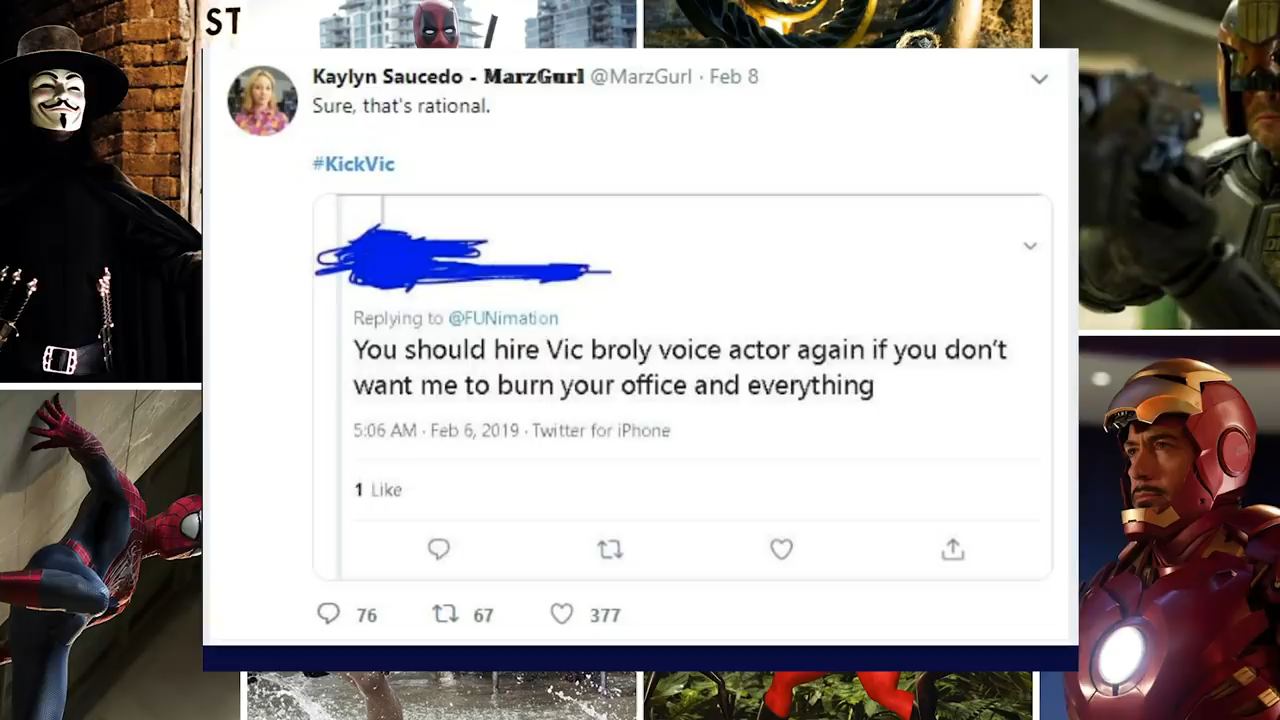 ST
Kaylyn Saucedo - MarzGurl @MarzGurl · Feb 8
Sure, that's rational.
#KickVic
Replying to @FUNimation
You should hire Vic broly voice actor again if you don't
want me to burn your office and everything
5:06 AM · Feb 6, 2019 · Twitter for iPhone
1 Like
76 67 377